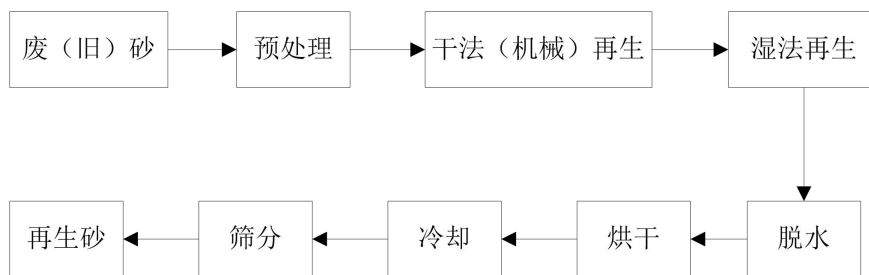 废（旧）砂
预处理
干法（机械）再生
湿法再生
脱水
烘干
冷却
筛分
再生砂